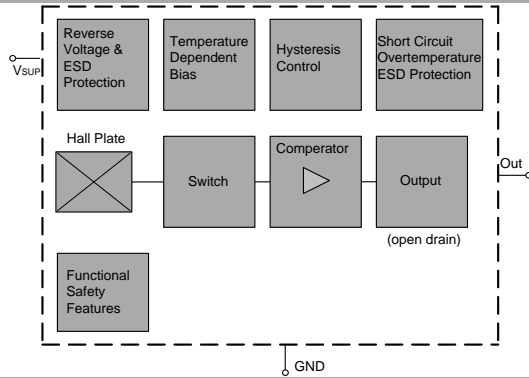 Reverse
Voltage &
ESD
Protection
Temperature
Dependent
Bias
Hysteresis
Control
Short Circuit
Overtemperature
ESD Protection
VSUP
Hall Plate
Switch
Comperator
Output
(open drain)
Out
Functional
Safety
Features
GND